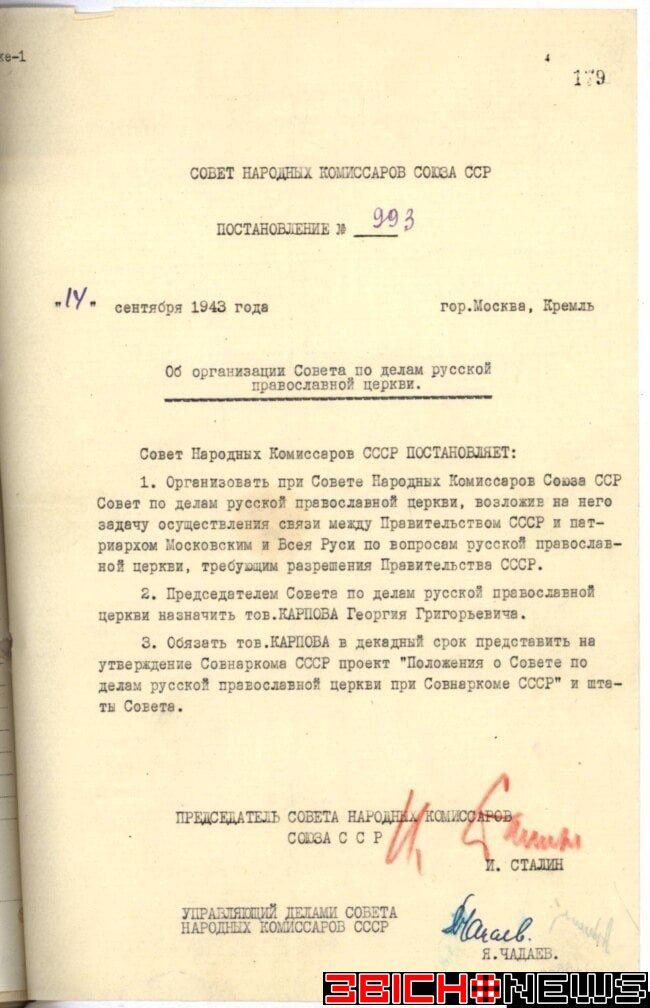 ке-1
179
СОВЕТ НАРОДНЫХ КОМИССАРОВ СОЮЗА ССР
ПОСТАНОВЛЕНИЕ № 993
"14" сентября 1943 года гор.Москва, Кремль
Об организации Совета по делам русской
православной церкви.
Совет Народных Комиссаров СССР ПОСТАНОВЛЯЕТ:
1. Организовать при Совете Народных Комиссаров Союза ССР
Совет по делам русской православной церкви, возложив на него
задачу осуществления связи между Правительством СССР и пат-
риархом Московским и Всея Руси по вопросам русской православ-
ной церкви, требующим разрешения Правительства СССР.
2. Председателем Совета по делам русской православной
церкви назначить тов.КАРПОВА Георгия Григорьевича.
3. Обязать тов.КАРПОВА в декадный срок представить на
утверждение Совнаркома СССР проект "Положения о Совете по
делам русской православной церкви при Совнаркоме СССР" и шта-
ты Совета.
ПРЕДСЕДАТЕЛЬ СОВЕТА НАРОДНЫХ КОМИССАРОВ
СОЮЗА С С Р
И. Сталин
И. СТАЛИН
УПРАВЛЯЮЩИЙ ДЕЛАМИ СОВЕТА
НАРОДНЫХ КОМИССАРОВ СССР
ЯЧадаев.
Я.ЧАДАЕВ.
ЗВІСНО NEWS